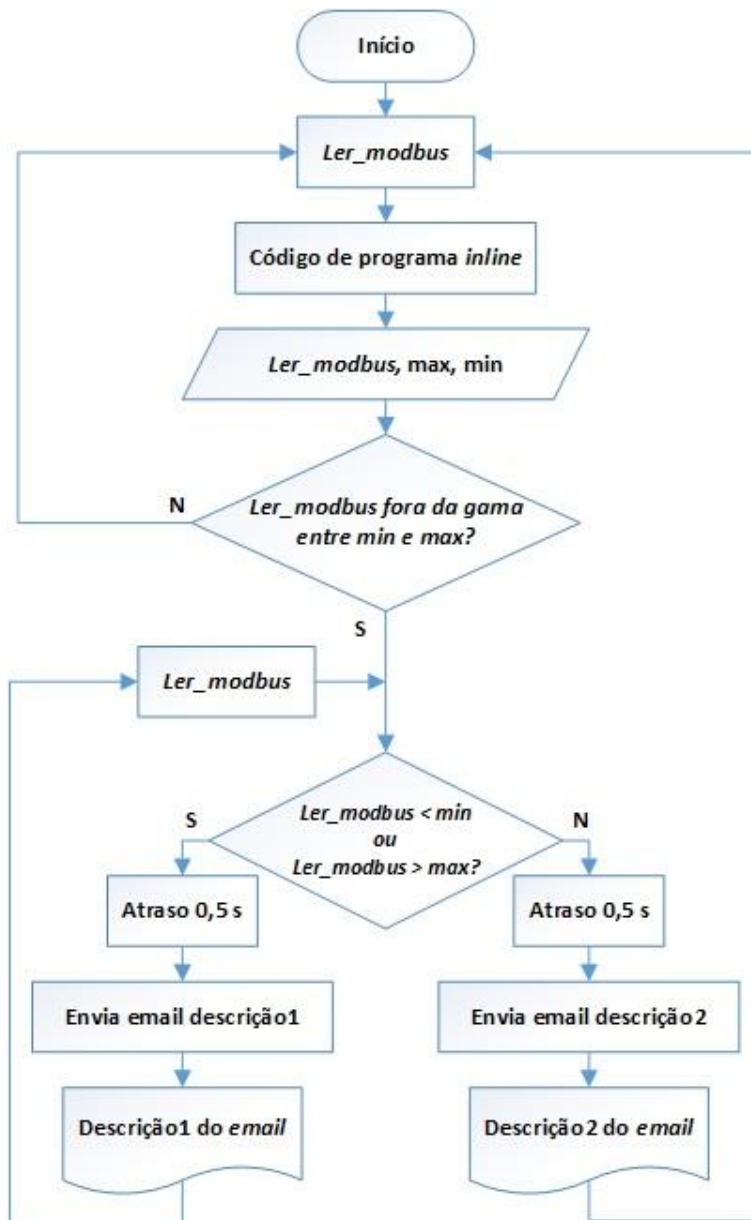 Início
Ler_modbus
Código de programa inline
Ler_modbus, max, min
N
Ler_modbus fora da gama
entre min e max?
S
Ler_modbus
S
Ler_modbus < min
ou
Ler_modbus > max?
N
Atraso 0,5 s
Atraso 0,5 s
Envia email descrição1
Envia email descrição2
Descrição1 do email
Descrição2 do email